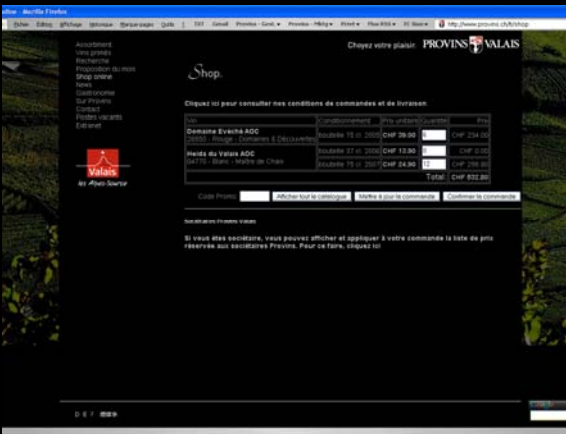 Mozilla Firefox
Fichier Edition Affichage Historique Marque-pages Outils
http://www.provins.ch/fr/shop
Assortiment
Vins primés
Recherche
Proposition du mois
Shop online
News
Gastronomie
Sur Provins
Contact
Postes vacants
Extranet
Valais
les Alpes-Source
Choyez votre plaisir. PROVINS VALAIS
Shop.
Cliquez ici pour consulter nos conditions de commandes et de livraison
Vin Conditionnement Prix unitaire Quantité Prix
Domaine Evêché AOC
Rouge - Domaines & Découvertes bouteille 75 cl 2005 CHF 39.00 6 CHF 234.00
Heida du Valais AOC bouteille 37 cl 2006 CHF 13.90 0 CHF 0.00
Blanc - Maître de Chais bouteille 75 cl 2007 CHF 24.90 12 CHF 298.80
Total: CHF 532.80
Code Promo: Afficher tout le catalogue Mettre à jour la commande Confirmer la commande
Sociétaires Provins Valais
Si vous êtes sociétaire, vous pouvez afficher et appliquer à votre commande la liste de prix
réservée aux sociétaires Provins. Pour ce faire, cliquez ici
D E F